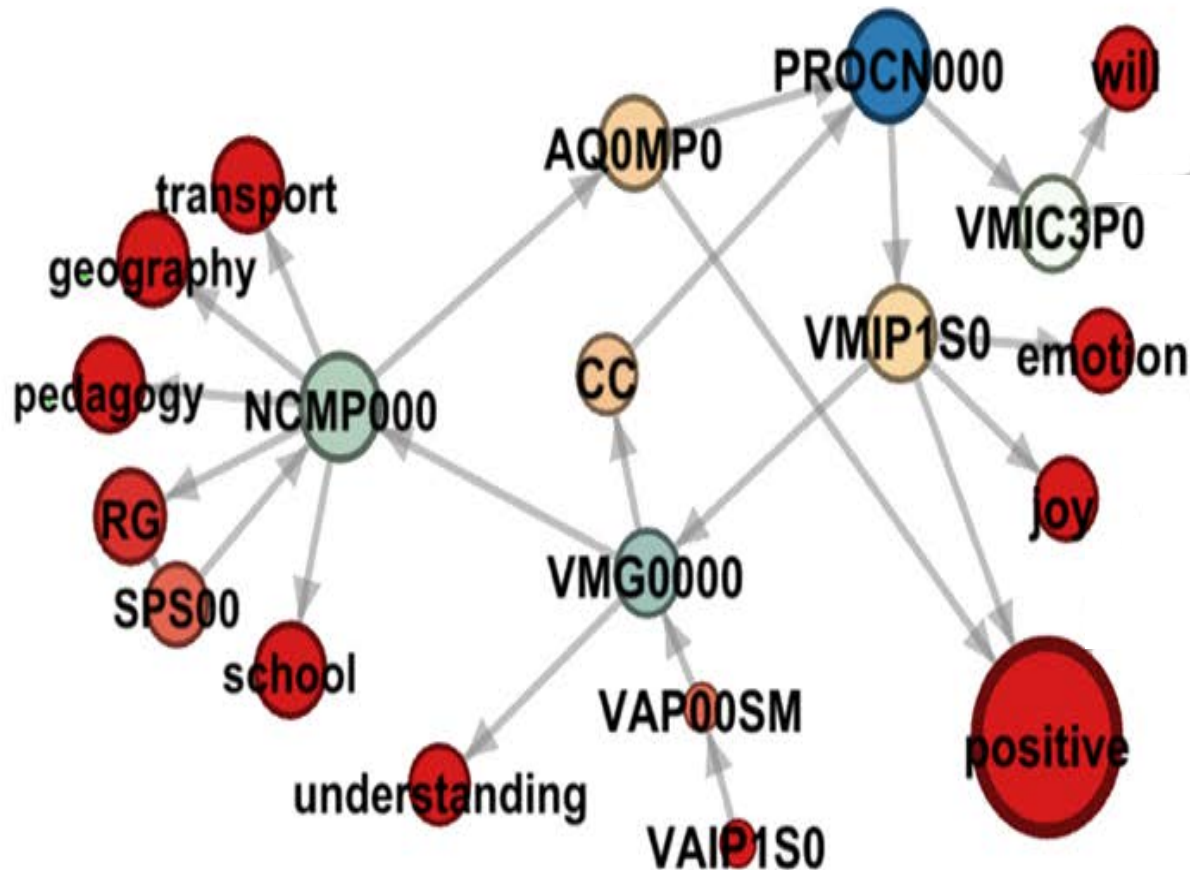 PROCN000
will
AQ0MP0
transport
VMIC3P0
geography
VMIP1S0
emotion
CC
pedagogy
NCMP000
joy
RG
VMG0000
SPS00
school
VAP00SM
positive
understanding
VAIP1S0